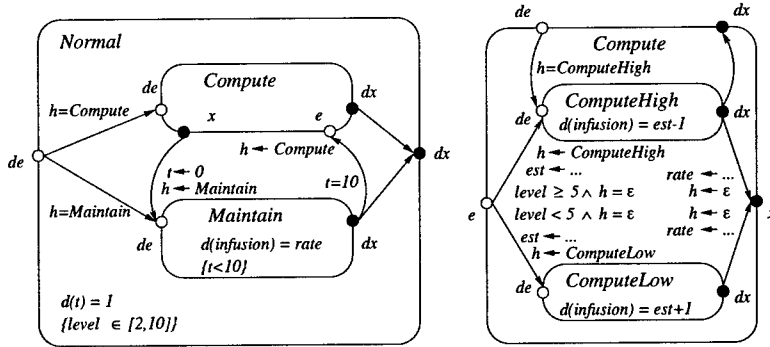 Normal
de
Compute
dx
h=Compute
x
e
h ← Compute
t ← 0
h ← Maintain
t=10
de
dx
h=Maintain
Maintain
de
dx
d(infusion) = rate
{t<10}
d(t) = 1
{level ∈ [2,10]}
de
dx
Compute
h=ComputeHigh
ComputeHigh
de
dx
d(infusion) = est-1
h ← ComputeHigh
est ← ...
rate ← ...
level ≥ 5 ∧ h = ε
h ← ε
e
level < 5 ∧ h = ε
h ← ε
est ← ...
rate ← ...
h ← ComputeLow
ComputeLow
de
dx
d(infusion) = est+1